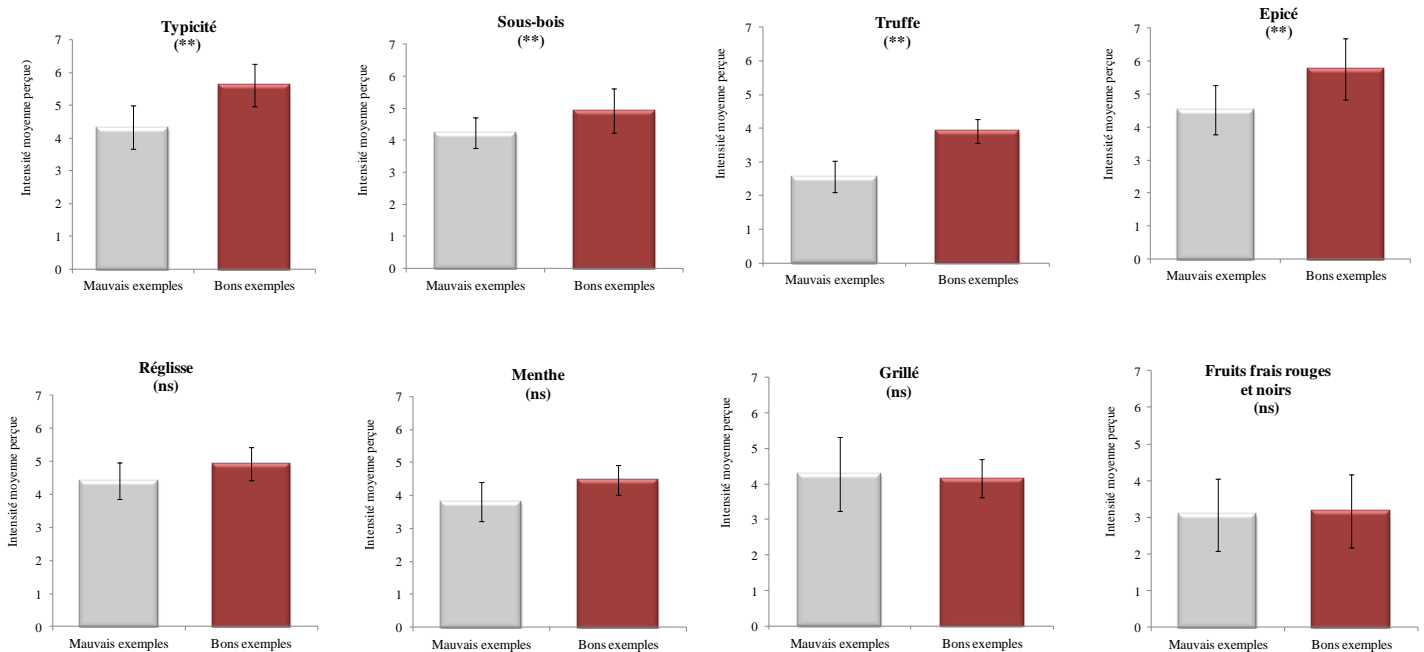 Typicité
(**)
Intensité moyenne perçue)
7
6
5
4
3
2
1
0
Mauvais exemples
Bons exemples
Sous-bois
(**)
Intensité moyenne perçue
7
6
5
4
3
2
1
0
Mauvais exemples
Bons exemples
Truffe
(**)
Intensité moyenne perçue
7
6
5
4
3
2
1
0
Mauvais exemples
Bons exemples
Epicé
(**)
Intensité moyenne perçue
7
6
5
4
3
2
1
0
Mauvais exemples
Bons exemples
Réglisse
(ns)
Intensité moyenne perçue
7
6
5
4
3
2
1
0
Mauvais exemples
Bons exemples
Menthe
(ns)
Intensité moyenne perçue
7
6
5
4
3
2
1
0
Mauvais exemples
Bons exemples
Grillé
(ns)
Intensité moyenne perçue
7
6
5
4
3
2
1
0
Mauvais exemples
Bons exemples
Fruits frais rouges
et noirs
(ns)
Intensité moyenne perçue
7
6
5
4
3
2
1
0
Mauvais exemples
Bons exemples